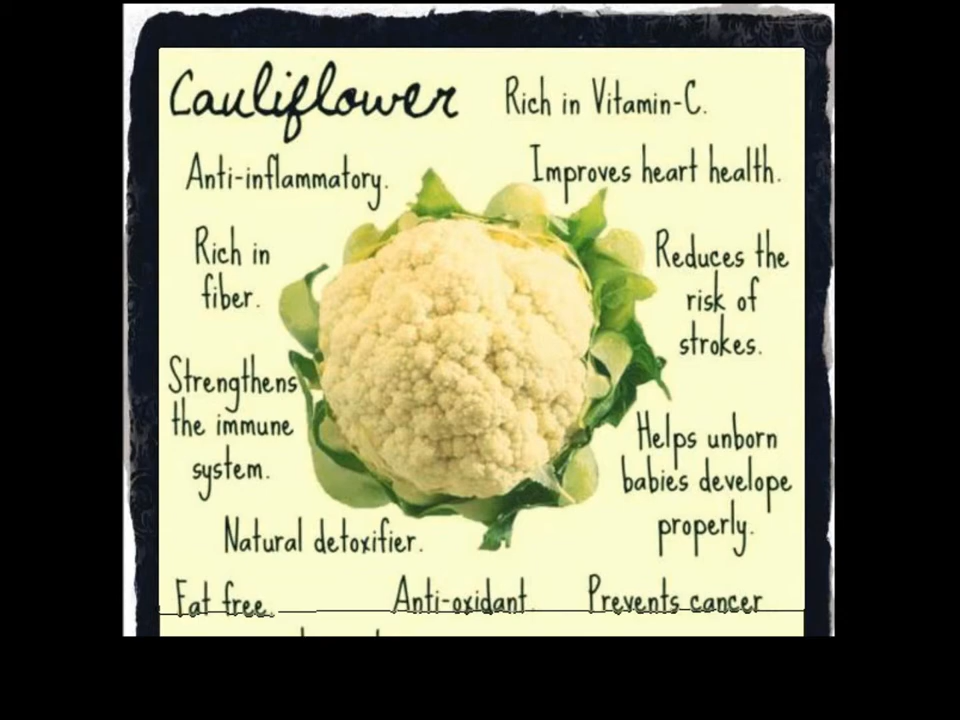 Cauliflower
Rich in Vitamin-C.
Anti-inflammatory.
Improves heart health.
Rich in
fiber.
Reduces the
risk of
strokes.
Strengthens
the immune
system.
Helps unborn
babies develope
properly.
Natural detoxifier.
Fat free.
Anti-oxidant.
Prevents cancer